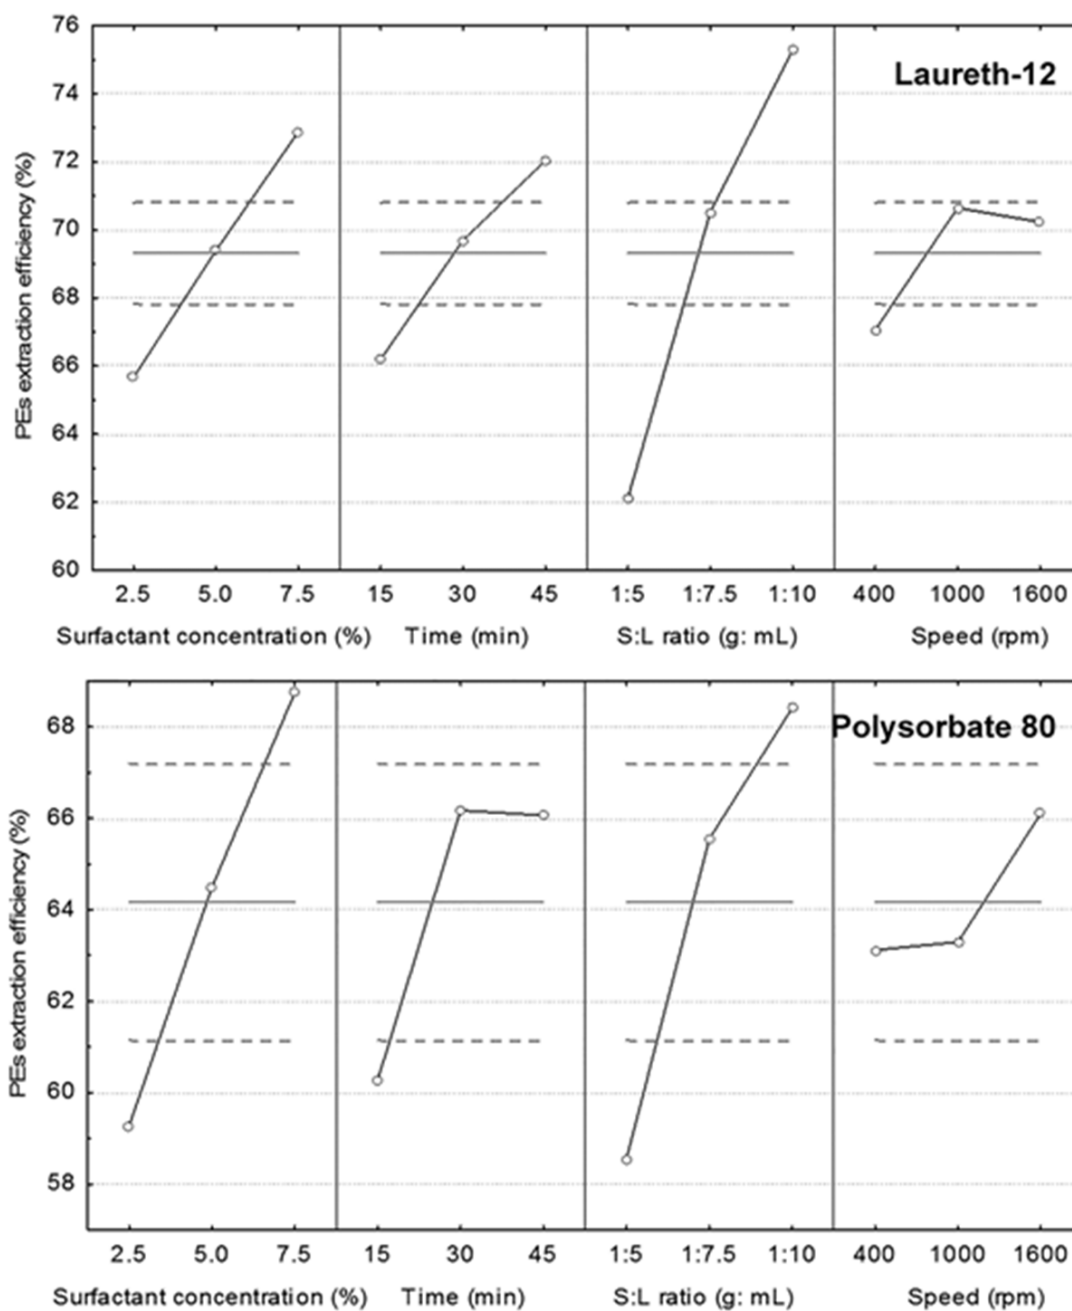 76
Laureth-12
74
72
70
68
66
64
62
60
PEs extraction efficiency (%)
2.5 5.0 7.5 15 30 45 1:5 1:7.5 1:10 400 1000 1600
Surfactant concentration (%) Time (min) S:L ratio (g: mL) Speed (rpm)
Polysorbate 80
68
66
64
62
60
58
PEs extraction efficiency (%)
2.5 5.0 7.5 15 30 45 1:5 1:7.5 1:10 400 1000 1600
Surfactant concentration (%) Time (min) S:L ratio (g: mL) Speed (rpm)